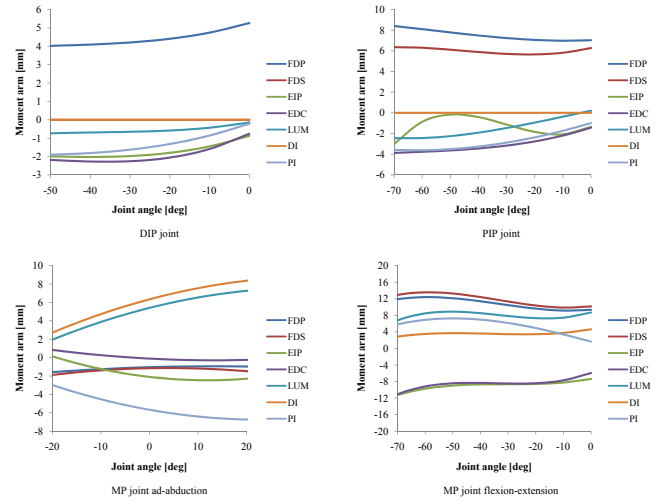 6
5
4
3
2
1
0
-1
-2
-3
Moment arm [mm]
-50 -40 -30 -20 -10 0
Joint angle [deg]
FDP
FDS
EIP
EDC
LUM
DI
PI
DIP joint
10
8
6
4
2
0
-2
-4
-6
Moment arm [mm]
-70 -60 -50 -40 -30 -20 -10 0
Joint angle [deg]
FDP
FDS
EIP
EDC
LUM
DI
PI
PIP joint
10
8
6
4
2
0
-2
-4
-6
-8
Moment arm [mm]
-20 -10 0 10 20
Joint angle [deg]
FDP
FDS
EIP
EDC
LUM
DI
PI
MP joint ad-abduction
20
16
12
8
4
0
-4
-8
-12
-16
-20
Moment arm [mm]
-70 -60 -50 -40 -30 -20 -10 0
Joint angle [deg]
FDP
FDS
EIP
EDC
LUM
DI
PI
MP joint flexion-extension